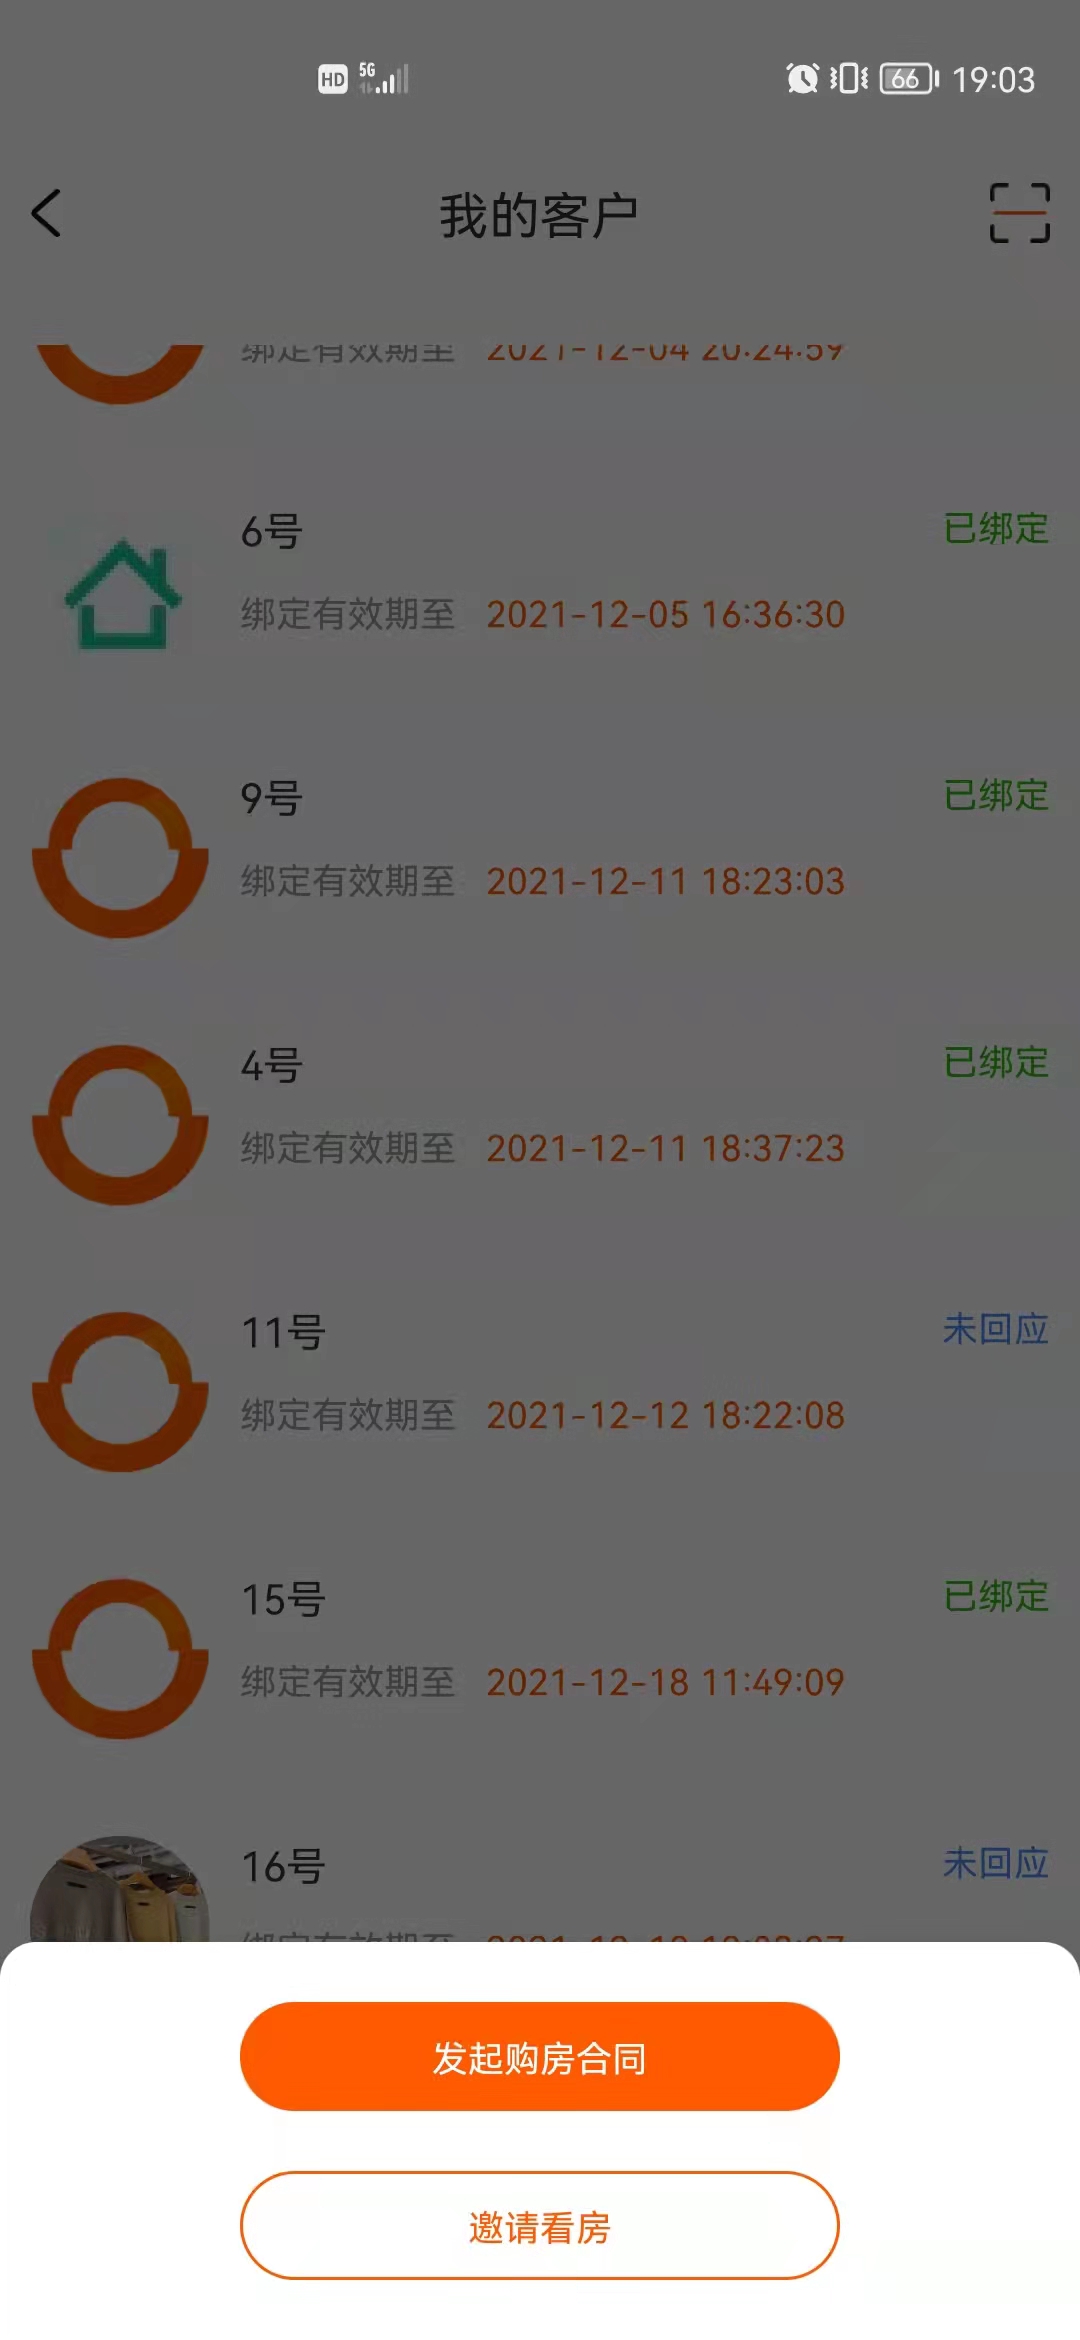 HD 5G 66 19:03
我的客户
绑定有效期至 2021-12-04 20:24:59
6号 已绑定
绑定有效期至 2021-12-05 16:36:30
9号 已绑定
绑定有效期至 2021-12-11 18:23:03
4号 已绑定
绑定有效期至 2021-12-11 18:37:23
11号 未回应
绑定有效期至 2021-12-12 18:22:08
15号 已绑定
绑定有效期至 2021-12-18 11:49:09
16号 未回应
绑定有效期至
发起购房合同
邀请看房